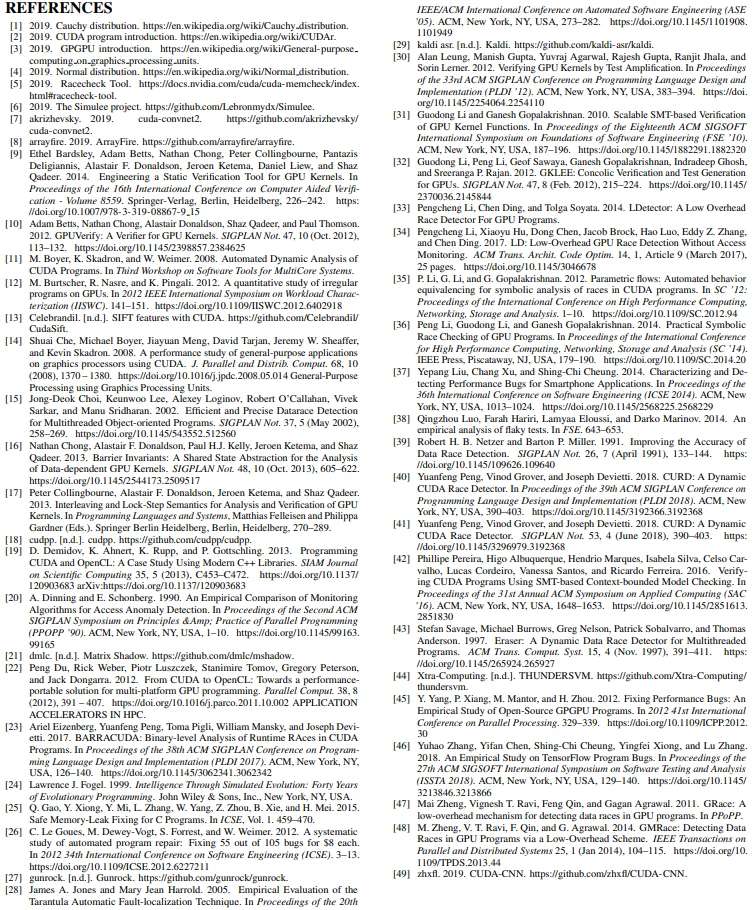 REFERENCES
[1] 2019. Cauchy distribution. https://en.wikipedia.org/wiki/Cauchy_distribution.
[2] 2019. CUDA program introduction. https://en.wikipedia.org/wiki/CUDAr.
[3] 2019. GPGPU introduction. https://en.wikipedia.org/wiki/General-purpose_
computing_on_graphics_processing_units.
[4] 2019. Normal distribution. https://en.wikipedia.org/wiki/Normal_distribution.
[5] 2019. Racecheck Tool. https://docs.nvidia.com/cuda/cuda-memcheck/index.
html#racecheck-tool.
[6] 2019. The Simulee project. https://github.com/Lebronmydx/Simulee.
[7] akrizhevsky. 2019. cuda-convnet2. https://github.com/akrizhevsky/
cuda-convnet2.
[8] arrayfire. 2019. ArrayFire. https://github.com/arrayfire/arrayfire.
[9] Ethel Bardsley, Adam Betts, Nathan Chong, Peter Collingbourne, Pantazis
Deligiannis, Alastair F. Donaldson, Jeroen Ketema, Daniel Liew, and Shaz
Qadeer. 2014. Engineering a Static Verification Tool for GPU Kernels. In
Proceedings of the 16th International Conference on Computer Aided Verifi-
cation - Volume 8559. Springer-Verlag, Berlin, Heidelberg, 226–242. https:
//doi.org/10.1007/978-3-319-08867-9_15
[10] Adam Betts, Nathan Chong, Alastair Donaldson, Shaz Qadeer, and Paul Thomson.
2012. GPUVerify: A Verifier for GPU Kernels. SIGPLAN Not. 47, 10 (Oct. 2012),
113–132. https://doi.org/10.1145/2398857.2384625
[11] M. Boyer, K. Skadron, and W. Weimer. 2008. Automated Dynamic Analysis of
CUDA Programs. In Third Workshop on Software Tools for MultiCore Systems.
[12] M. Burtscher, R. Nasre, and K. Pingali. 2012. A quantitative study of irregular
programs on GPUs. In 2012 IEEE International Symposium on Workload Charac-
terization (IISWC). 141–151. https://doi.org/10.1109/IISWC.2012.6402918
[13] Celebrandil. [n.d.]. SIFT features with CUDA. https://github.com/Celebrandil/
CudaSift.
[14] Shuai Che, Michael Boyer, Jiayuan Meng, David Tarjan, Jeremy W. Sheaffer,
and Kevin Skadron. 2008. A performance study of general-purpose applications
on graphics processors using CUDA. J. Parallel and Distrib. Comput. 68, 10
(2008), 1370 – 1380. https://doi.org/10.1016/j.jpdc.2008.05.014 General-Purpose
Processing using Graphics Processing Units.
[15] Jong-Deok Choi, Keunwoo Lee, Alexey Loginov, Robert O'Callahan, Vivek
Sarkar, and Manu Sridharan. 2002. Efficient and Precise Datarace Detection
for Multithreaded Object-oriented Programs. SIGPLAN Not. 37, 5 (May 2002),
258–269. https://doi.org/10.1145/543552.512560
[16] Nathan Chong, Alastair F. Donaldson, Paul H.J. Kelly, Jeroen Ketema, and Shaz
Qadeer. 2013. Barrier Invariants: A Shared State Abstraction for the Analysis
of Data-dependent GPU Kernels. SIGPLAN Not. 48, 10 (Oct. 2013), 605–622.
https://doi.org/10.1145/2544173.2509517
[17] Peter Collingbourne, Alastair F. Donaldson, Jeroen Ketema, and Shaz Qadeer.
2013. Interleaving and Lock-Step Semantics for Analysis and Verification of GPU
Kernels. In Programming Languages and Systems, Matthias Felleisen and Philippa
Gardner (Eds.). Springer Berlin Heidelberg, Berlin, Heidelberg, 270–289.
[18] cudpp. [n.d.]. cudpp. https://github.com/cudpp/cudpp.
[19] D. Demidov, K. Ahnert, K. Rupp, and P. Gottschling. 2013. Programming
CUDA and OpenCL: A Case Study Using Modern C++ Libraries. SIAM Journal
on Scientific Computing 35, 5 (2013), C453–C472. https://doi.org/10.1137/
120903683 arXiv:https://doi.org/10.1137/120903683
[20] A. Dinning and E. Schonberg. 1990. An Empirical Comparison of Monitoring
Algorithms for Access Anomaly Detection. In Proceedings of the Second ACM
SIGPLAN Symposium on Principles &Amp; Practice of Parallel Programming
(PPOPP '90). ACM, New York, NY, USA, 1–10. https://doi.org/10.1145/99163.
99165
[21] dmlc. [n.d.]. Matrix Shadow. https://github.com/dmlc/mshadow.
[22] Peng Du, Rick Weber, Piotr Luszczek, Stanimire Tomov, Gregory Peterson,
and Jack Dongarra. 2012. From CUDA to OpenCL: Towards a performance-
portable solution for multi-platform GPU programming. Parallel Comput. 38, 8
(2012), 391 – 407. https://doi.org/10.1016/j.parco.2011.10.002 APPLICATION
ACCELERATORS IN HPC.
[23] Ariel Eizenberg, Yuanfeng Peng, Toma Pigli, William Mansky, and Joseph Devi-
etti. 2017. BARRACUDA: Binary-level Analysis of Runtime RAces in CUDA
Programs. In Proceedings of the 38th ACM SIGPLAN Conference on Program-
ming Language Design and Implementation (PLDI 2017). ACM, New York, NY,
USA, 126–140. https://doi.org/10.1145/3062341.3062342
[24] Lawrence J. Fogel. 1999. Intelligence Through Simulated Evolution: Forty Years
of Evolutionary Programming. John Wiley & Sons, Inc., New York, NY, USA.
[25] Q. Gao, Y. Xiong, Y. Mi, L. Zhang, W. Yang, Z. Zhou, B. Xie, and H. Mei. 2015.
Safe Memory-Leak Fixing for C Programs. In ICSE, Vol. 1. 459–470.
[26] C. Le Goues, M. Dewey-Vogt, S. Forrest, and W. Weimer. 2012. A systematic
study of automated program repair: Fixing 55 out of 105 bugs for $8 each.
In 2012 34th International Conference on Software Engineering (ICSE). 3–13.
https://doi.org/10.1109/ICSE.2012.6227211
[27] gunrock. [n.d.]. Gunrock. https://github.com/gunrock/gunrock.
[28] James A. Jones and Mary Jean Harrold. 2005. Empirical Evaluation of the
Tarantula Automatic Fault-localization Technique. In Proceedings of the 20th
IEEE/ACM International Conference on Automated Software Engineering (ASE
'05). ACM, New York, NY, USA, 273–282. https://doi.org/10.1145/1101908.
1101949
[29] kaldi asr. [n.d.]. Kaldi. https://github.com/kaldi-asr/kaldi.
[30] Alan Leung, Manish Gupta, Yuvraj Agarwal, Rajesh Gupta, Ranjit Jhala, and
Sorin Lerner. 2012. Verifying GPU Kernels by Test Amplification. In Proceedings
of the 33rd ACM SIGPLAN Conference on Programming Language Design and
Implementation (PLDI '12). ACM, New York, NY, USA, 383–394. https://doi.
org/10.1145/2254064.2254110
[31] Guodong Li and Ganesh Gopalakrishnan. 2010. Scalable SMT-based Verification
of GPU Kernel Functions. In Proceedings of the Eighteenth ACM SIGSOFT
International Symposium on Foundations of Software Engineering (FSE '10).
ACM, New York, NY, USA, 187–196. https://doi.org/10.1145/1882291.1882320
[32] Guodong Li, Peng Li, Geof Sawaya, Ganesh Gopalakrishnan, Indradeep Ghosh,
and Sreeranga P. Rajan. 2012. GKLEE: Concolic Verification and Test Generation
for GPUs. SIGPLAN Not. 47, 8 (Feb. 2012), 215–224. https://doi.org/10.1145/
2370036.2145844
[33] Pengcheng Li, Chen Ding, and Tolga Soyata. 2014. LDetector: A Low Overhead
Race Detector For GPU Programs.
[34] Pengcheng Li, Xiaoyu Hu, Dong Chen, Jacob Brock, Hao Luo, Eddy Z. Zhang,
and Chen Ding. 2017. LD: Low-Overhead GPU Race Detection Without Access
Monitoring. ACM Trans. Archit. Code Optim. 14, 1, Article 9 (March 2017),
25 pages. https://doi.org/10.1145/3046678
[35] P. Li, G. Li, and G. Gopalakrishnan. 2012. Parametric flows: Automated behavior
equivalencing for symbolic analysis of races in CUDA programs. In SC '12:
Proceedings of the International Conference on High Performance Computing,
Networking, Storage and Analysis. 1–10. https://doi.org/10.1109/SC.2012.94
[36] Peng Li, Guodong Li, and Ganesh Gopalakrishnan. 2014. Practical Symbolic
Race Checking of GPU Programs. In Proceedings of the International Conference
for High Performance Computing, Networking, Storage and Analysis (SC '14).
IEEE Press, Piscataway, NJ, USA, 179–190. https://doi.org/10.1109/SC.2014.20
[37] Yepang Liu, Chang Xu, and Shing-Chi Cheung. 2014. Characterizing and De-
tecting Performance Bugs for Smartphone Applications. In Proceedings of the
36th International Conference on Software Engineering (ICSE 2014). ACM, New
York, NY, USA, 1013–1024. https://doi.org/10.1145/2568225.2568229
[38] Qingzhou Luo, Farah Hariri, Lamyaa Eloussi, and Darko Marinov. 2014. An
empirical analysis of flaky tests. In FSE. 643–653.
[39] Robert H. B. Netzer and Barton P. Miller. 1991. Improving the Accuracy of
Data Race Detection. SIGPLAN Not. 26, 7 (April 1991), 133–144. https:
//doi.org/10.1145/109626.109640
[40] Yuanfeng Peng, Vinod Grover, and Joseph Devietti. 2018. CURD: A Dynamic
CUDA Race Detector. In Proceedings of the 39th ACM SIGPLAN Conference on
Programming Language Design and Implementation (PLDI 2018). ACM, New
York, NY, USA, 390–403. https://doi.org/10.1145/3192366.3192368
[41] Yuanfeng Peng, Vinod Grover, and Joseph Devietti. 2018. CURD: A Dynamic
CUDA Race Detector. SIGPLAN Not. 53, 4 (June 2018), 390–403. https:
//doi.org/10.1145/3296979.3192368
[42] Phillipe Pereira, Higo Albuquerque, Hendrio Marques, Isabela Silva, Celso Car-
valho, Lucas Cordeiro, Vanessa Santos, and Ricardo Ferreira. 2016. Verify-
ing CUDA Programs Using SMT-based Context-bounded Model Checking. In
Proceedings of the 31st Annual ACM Symposium on Applied Computing (SAC
'16). ACM, New York, NY, USA, 1648–1653. https://doi.org/10.1145/2851613.
2851830
[43] Stefan Savage, Michael Burrows, Greg Nelson, Patrick Sobalvarro, and Thomas
Anderson. 1997. Eraser: A Dynamic Data Race Detector for Multithreaded
Programs. ACM Trans. Comput. Syst. 15, 4 (Nov. 1997), 391–411. https:
//doi.org/10.1145/265924.265927
[44] Xtra-Computing. [n.d.]. THUNDERSVM. https://github.com/Xtra-Computing/
thundersvm.
[45] Y. Yang, P. Xiang, M. Mantor, and H. Zhou. 2012. Fixing Performance Bugs: An
Empirical Study of Open-Source GPGPU Programs. In 2012 41st International
Conference on Parallel Processing. 329–339. https://doi.org/10.1109/ICPP.2012.
30
[46] Yuhao Zhang, Yifan Chen, Shing-Chi Cheung, Yingfei Xiong, and Lu Zhang.
2018. An Empirical Study on TensorFlow Program Bugs. In Proceedings of the
27th ACM SIGSOFT International Symposium on Software Testing and Analysis
(ISSTA 2018). ACM, New York, NY, USA, 129–140. https://doi.org/10.1145/
3213846.3213866
[47] Mai Zheng, Vignesh T. Ravi, Feng Qin, and Gagan Agrawal. 2011. GRace: A
low-overhead mechanism for detecting data races in GPU programs. In PPoPP.
[48] M. Zheng, V. T. Ravi, F. Qin, and G. Agrawal. 2014. GMRace: Detecting Data
Races in GPU Programs via a Low-Overhead Scheme. IEEE Transactions on
Parallel and Distributed Systems 25, 1 (Jan 2014), 104–115. https://doi.org/10.
1109/TPDS.2013.44
[49] zhxfl. 2019. CUDA-CNN. https://github.com/zhxfl/CUDA-CNN.